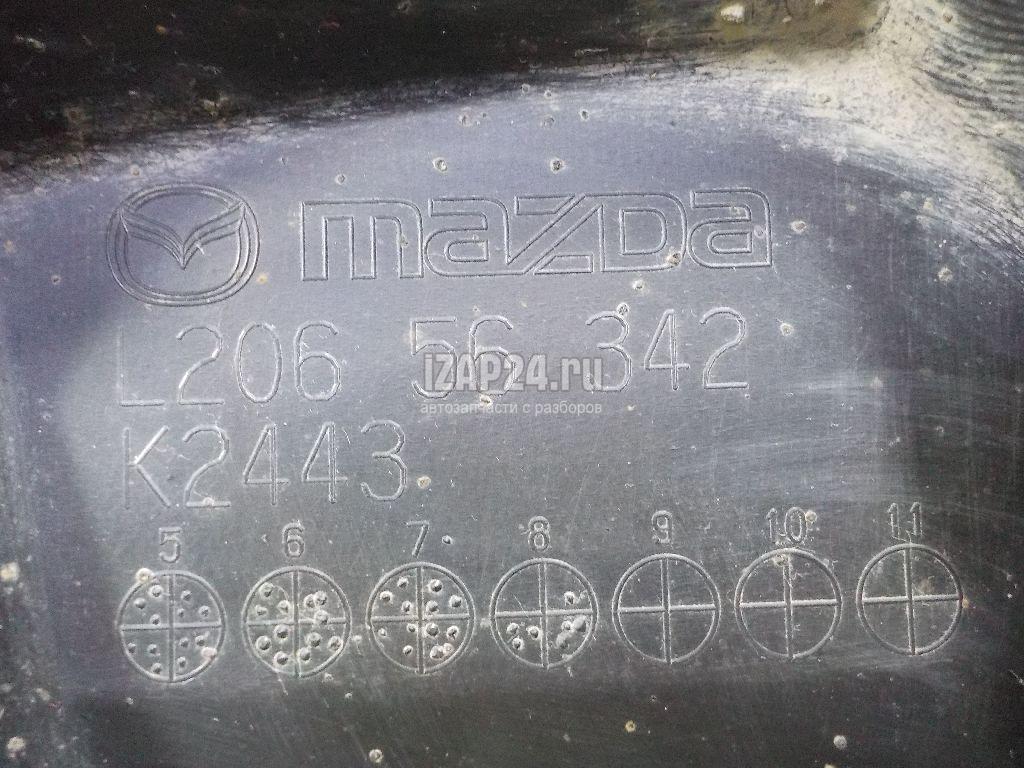 mazda
L206 56 342
iZAP24.ru
автозапчасти с разборов
K2443
5 6 7 8 9 10 11